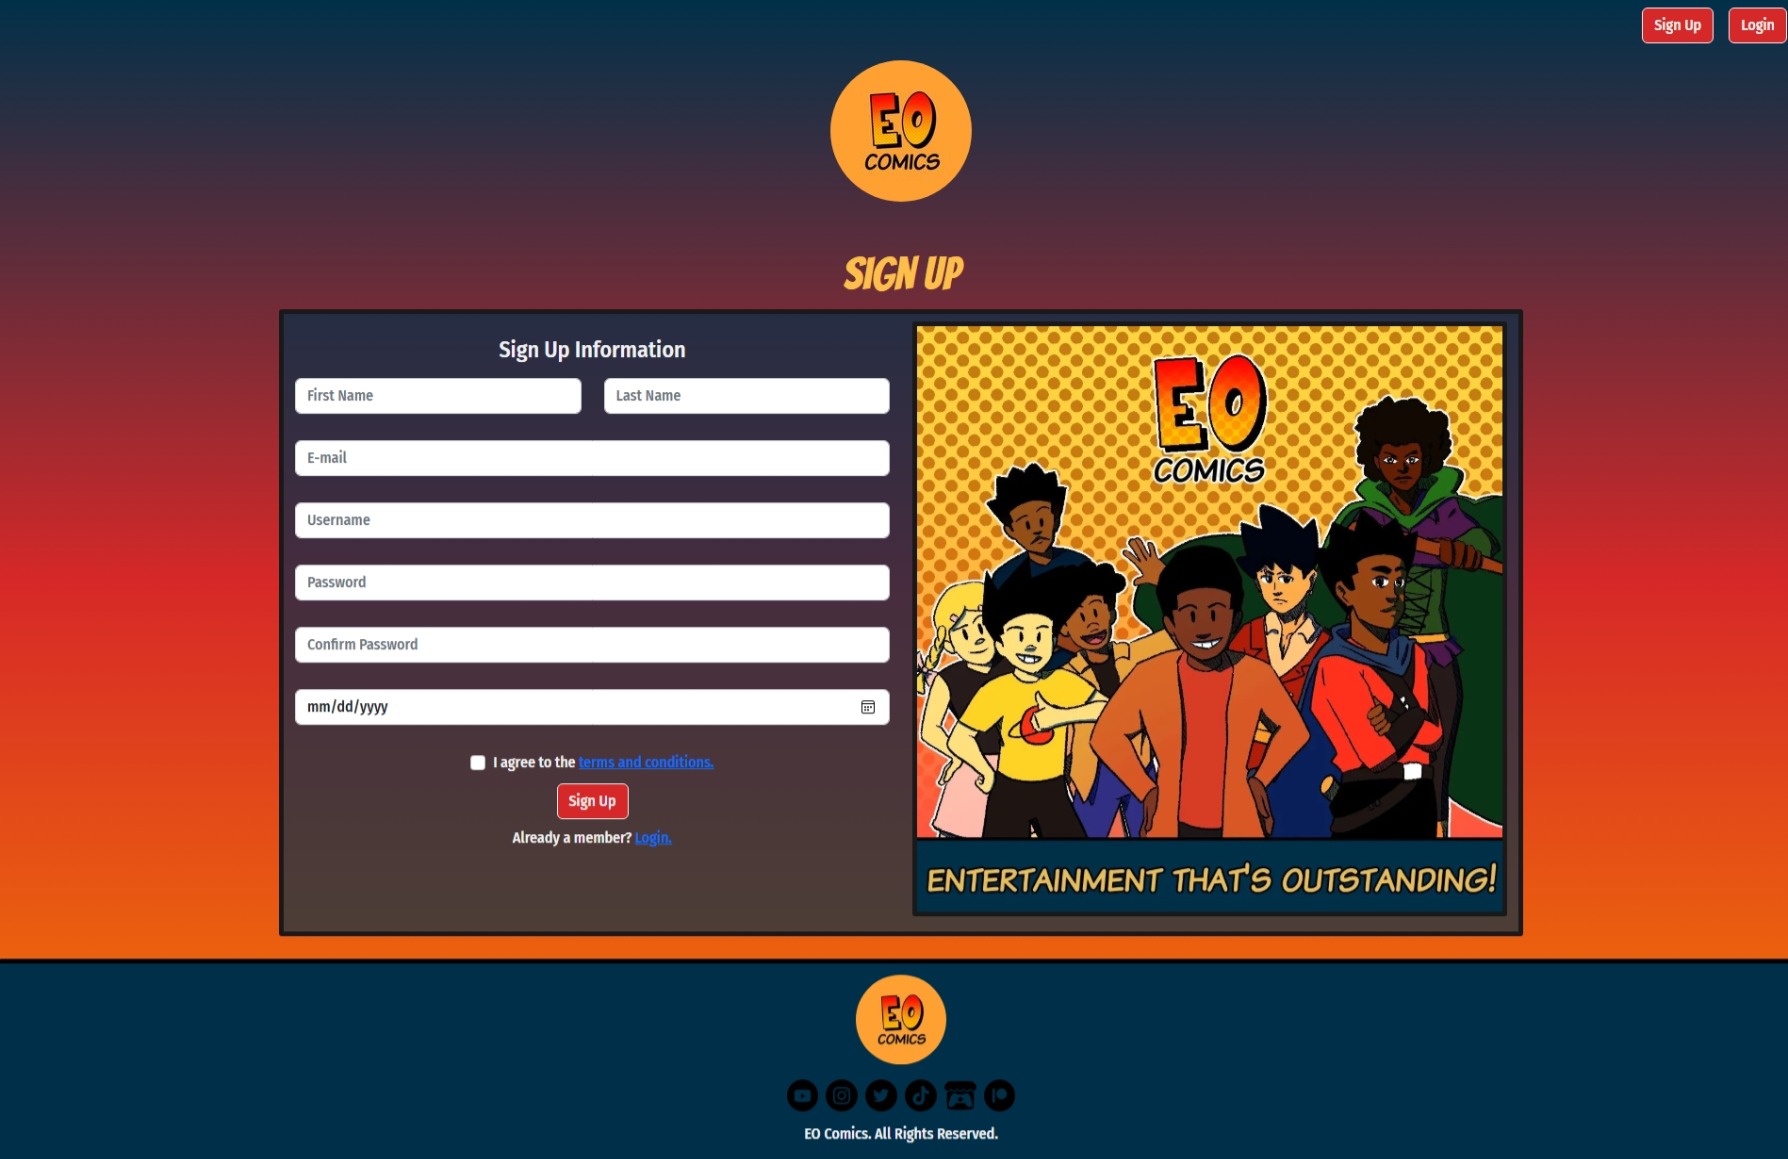 Sign Up Login
EO
COMICS
SIGN UP
Sign Up Information
First Name Last Name
E-mail
Username
Password
Confirm Password
mm/dd/yyyy
I agree to the terms and conditions.
Sign Up
Already a member? Login.
EO
COMICS
ENTERTAINMENT THAT'S OUTSTANDING!
EO
COMICS
EO Comics. All Rights Reserved.